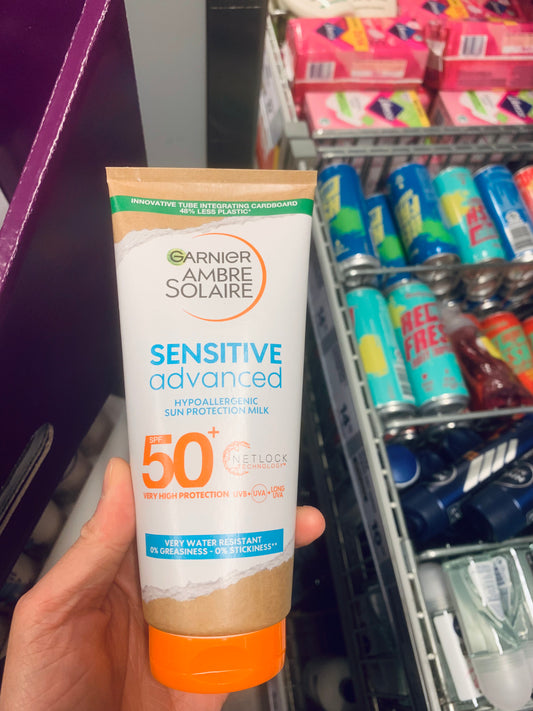 INNOVATIVE TUBE INTEGRATING CARDBOARD
48% LESS PLASTIC*
GARNIER
AMBRE
SOLAIRE
SENSITIVE
advanced
HYPOALLERGENIC
SUN PROTECTION MILK
SPF
50+
NETLOCK
TECHNOLOGY™
VERY HIGH PROTECTION UVB+ UVA + LONG UVA
VERY WATER RESISTANT
0% GREASINESS - 0% STICKINESS**